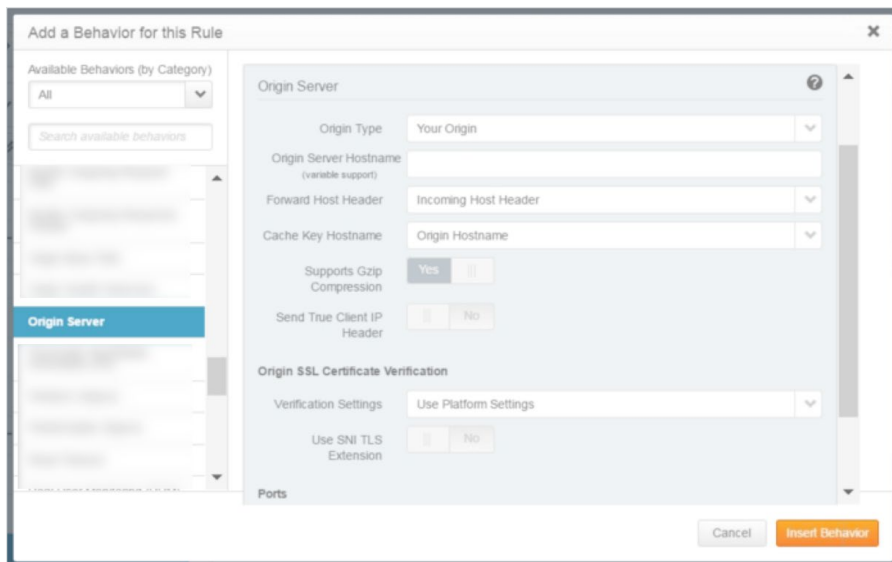 Add a Behavior for this Rule
Available Behaviors (by Category)
All
Search available behaviors
Origin Server
Origin Server
Origin Type
Your Origin
Origin Server Hostname
(variable support)
Forward Host Header
Incoming Host Header
Cache Key Hostname
Origin Hostname
Supports Gzip
Compression
Yes
Send True Client IP
Header
No
Origin SSL Certificate Verification
Verification Settings
Use Platform Settings
Use SNI TLS
Extension
No
Ports
Cancel
Insert Behavior